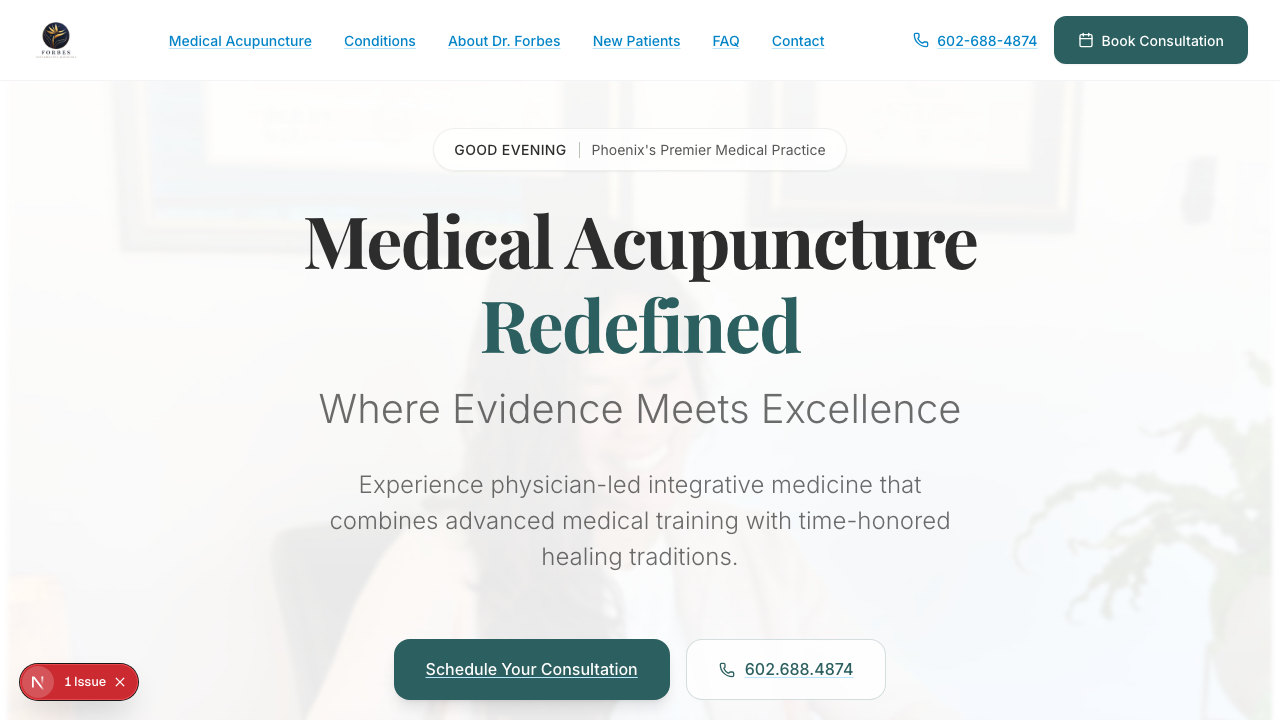 FORBES
Medical Acupuncture
Conditions
About Dr. Forbes
New Patients
FAQ
Contact
602-688-4874
Book Consultation
GOOD EVENING
Phoenix's Premier Medical Practice
Medical Acupuncture
Redefined
Where Evidence Meets Excellence
Experience physician-led integrative medicine that
combines advanced medical training with time-honored
healing traditions.
Schedule Your Consultation
602.688.4874
N
1 Issue